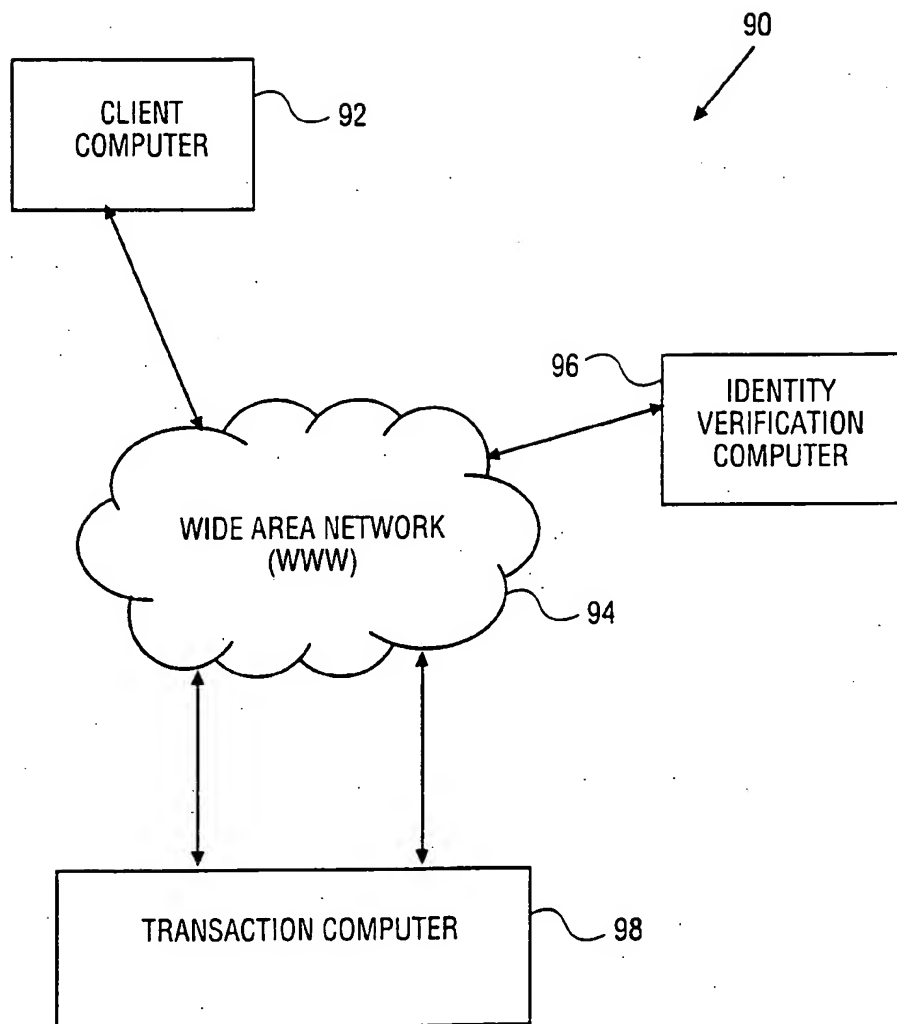 90
CLIENT
COMPUTER
92
96
IDENTITY
VERIFICATION
COMPUTER
WIDE AREA NETWORK
(WWW)
94
TRANSACTION COMPUTER
98